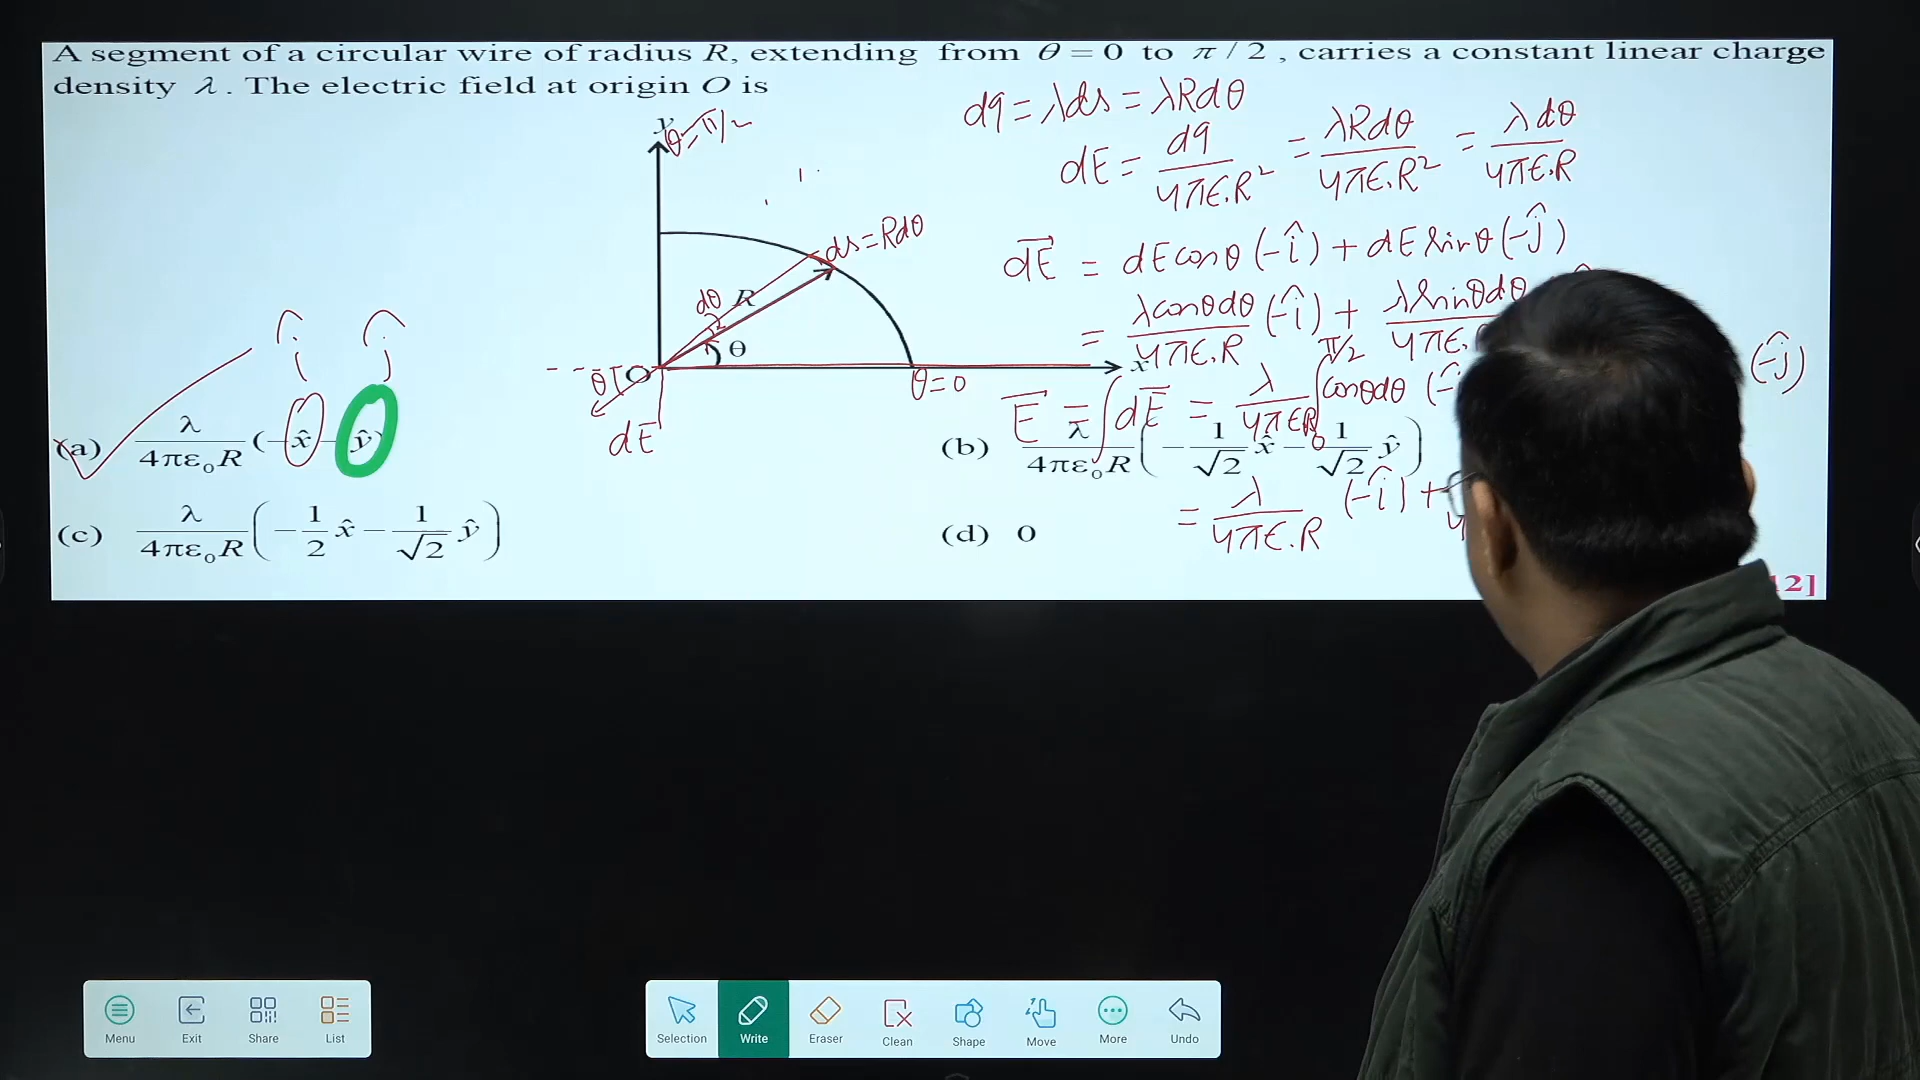 A segment of a circular wire of radius R, extending from θ = 0 to π / 2 , carries a constant linear charge
density λ . The electric field at origin O is
dq = λds = λRdθ
y
θ = π/2
dE = dq/4πε₀R² = λRdθ/4πε₀R² = λdθ/4πε₀R
ds = Rdθ
dE⃗ = dE cosθ (-î) + dE sinθ (-ĵ)
dθ R
= λcosθdθ/4πε₀R (-î) + λsinθdθ
θ
x
î ĵ
θ O
θ = 0
dE
E⃗ = ∫dE⃗ = λ/4πε₀R ∫₀^π/2 cosθdθ (-ĵ)
(a) λ/4πε₀R (-x̂ - ŷ)
(b) λ/4πε₀R (-1/√2 x̂ - 1/√2 ŷ)
= λ/4πε₀R (-î) +
(c) λ/4πε₀R (-1/2 x̂ - 1/√2 ŷ)
(d) 0
12]
Menu Exit Share List
Selection Write Eraser Clean Shape Move More Undo